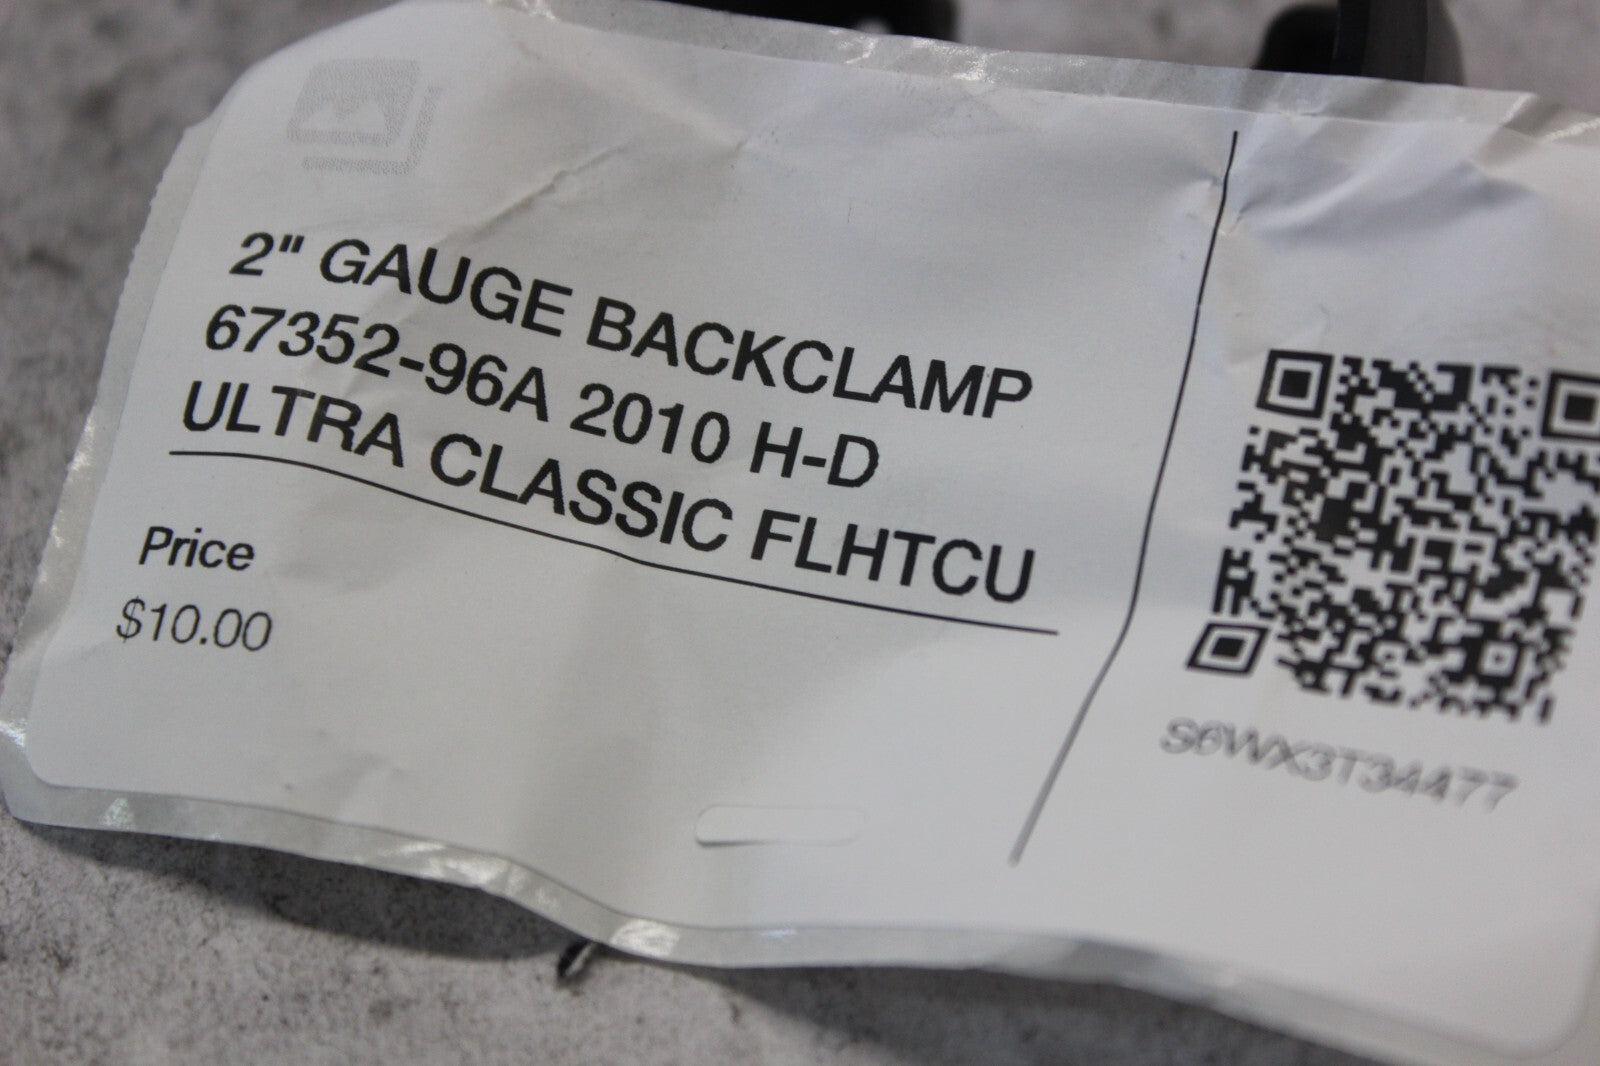 2" GAUGE BACKCLAMP
67352-96A 2010 H-D
ULTRA CLASSIC FLHTCU
Price
$10.00
S6WX3T34477